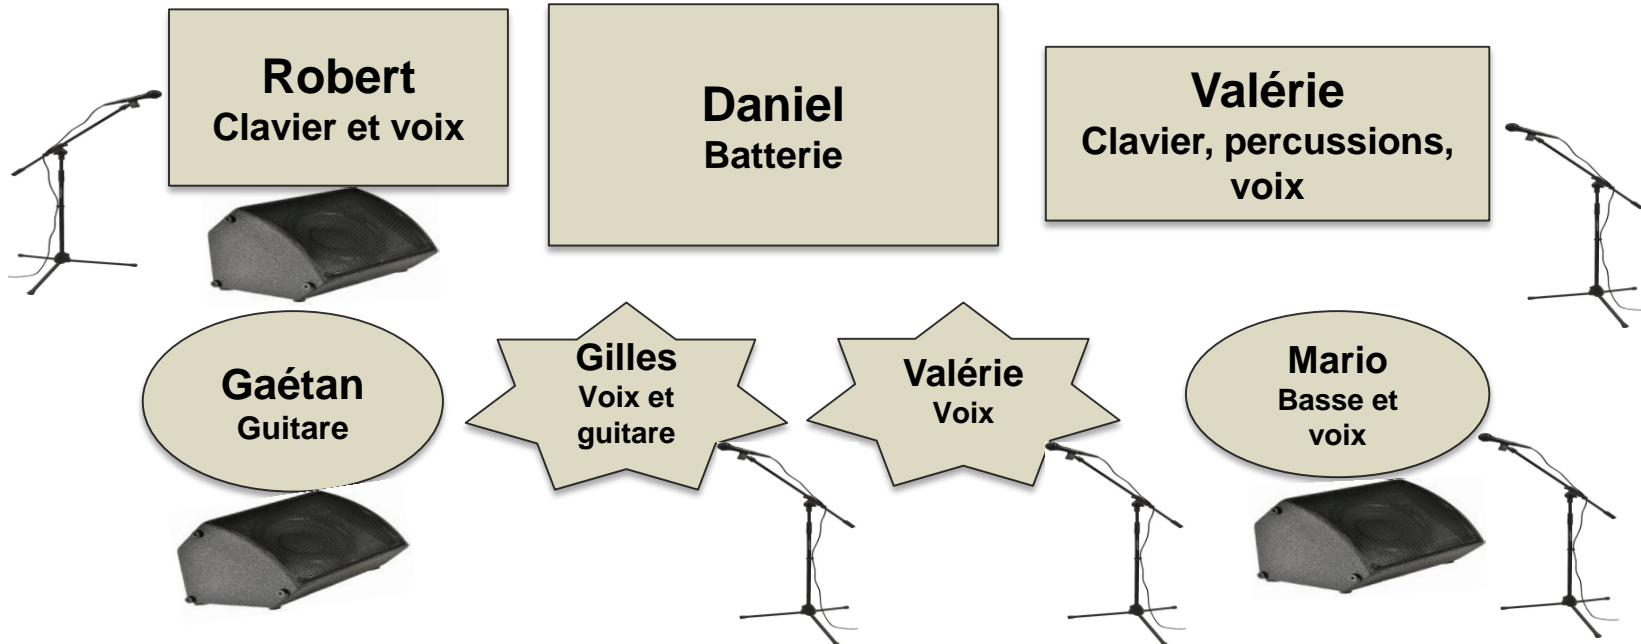 Robert
Clavier et voix
Daniel
Batterie
Valérie
Clavier, percussions,
voix
Gaétan
Guitare
Gilles
Voix et
guitare
Valérie
Voix
Mario
Basse et
voix